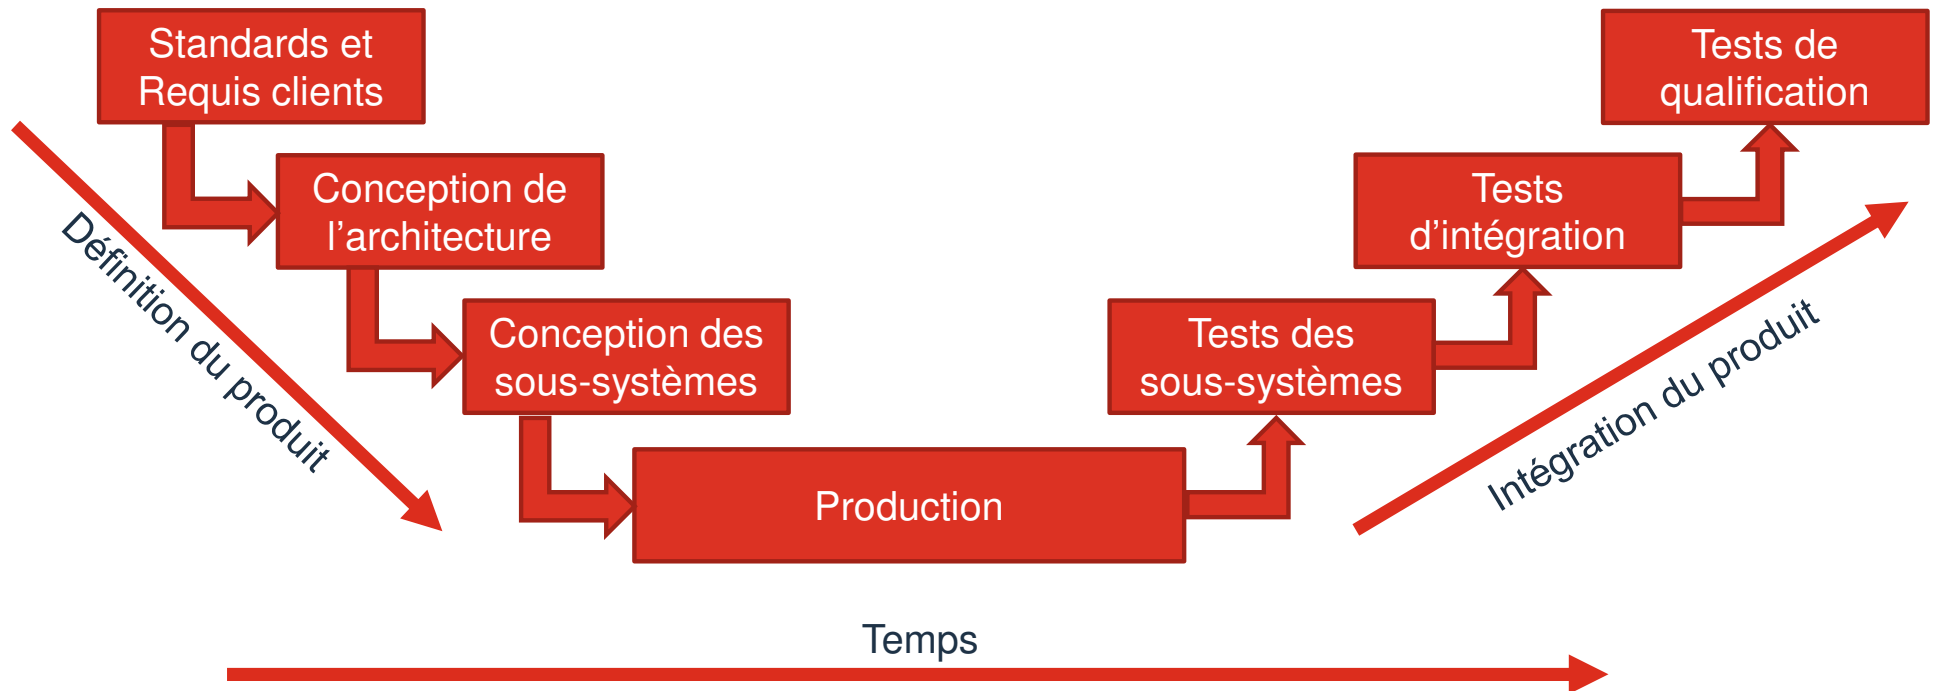 Standards et
Requis clients
Conception de
l’architecture
Conception des
sous-systèmes
Production
Tests des
sous-systèmes
Tests
d’intégration
Tests de
qualification
Définition du produit
Intégration du produit
Temps